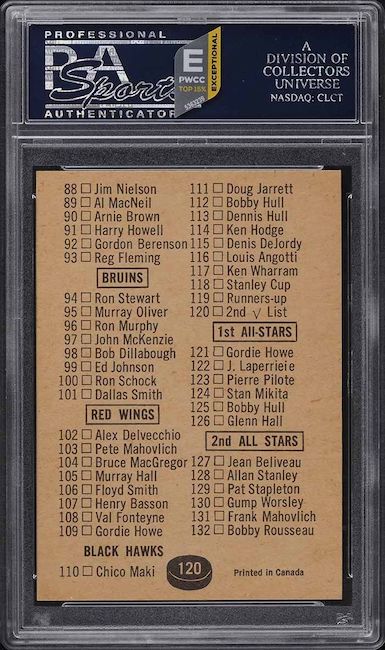 PROFESSIONAL
PSA
Sports
AUTHENTICATOR
E
PWCC
TOP 15%
EXCEPTIONAL
A
DIVISION OF
COLLECTORS
UNIVERSE
NASDAQ: CLCT
88 □ Jim Nielson
89 □ Al MacNeil
90 □ Arnie Brown
91 □ Harry Howell
92 □ Gordon Berenson
93 □ Reg Fleming
BRUINS
94 □ Ron Stewart
95 □ Murray Oliver
96 □ Ron Murphy
97 □ John McKenzie
98 □ Bob Dillabough
99 □ Ed Johnson
100 □ Ron Schock
101 □ Dallas Smith
RED WINGS
102 □ Alex Delvecchio
103 □ Pete Mahovlich
104 □ Bruce MacGregor
105 □ Murray Hall
106 □ Floyd Smith
107 □ Henry Basson
108 □ Val Fonteyne
109 □ Gordie Howe
BLACK HAWKS
110 □ Chico Maki
111 □ Doug Jarrett
112 □ Bobby Hull
113 □ Dennis Hull
114 □ Ken Hodge
115 □ Denis DeJordy
116 □ Louis Angotti
117 □ Ken Wharram
118 □ Stanley Cup
119 □ Runners-up
120 □ 2nd √ List
1st All-STARS
121 □ Gordie Howe
122 □ J. Laperrieie
123 □ Pierre Pilote
124 □ Stan Mikita
125 □ Bobby Hull
126 □ Glenn Hall
2nd ALL STARS
127 □ Jean Beliveau
128 □ Allan Stanley
129 □ Pat Stapleton
130 □ Gump Worsley
131 □ Frank Mahovlich
132 □ Bobby Rousseau
120
Printed in Canada